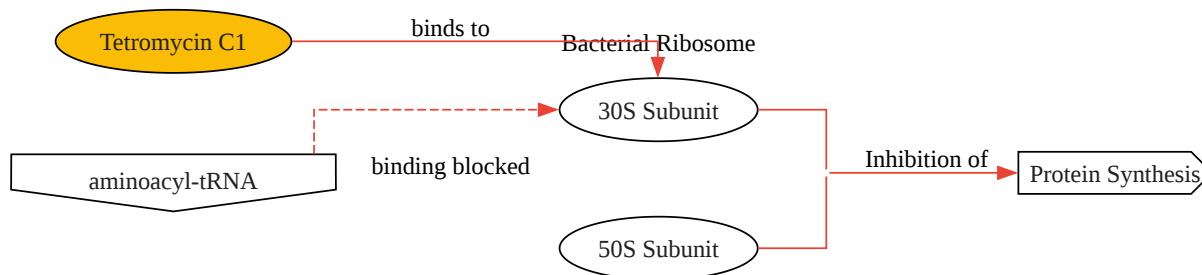 Tetromycin C1
binds to
Bacterial Ribosome
30S Subunit
aminoacyl-tRNA
binding blocked
Inhibition of
Protein Synthesis
50S Subunit